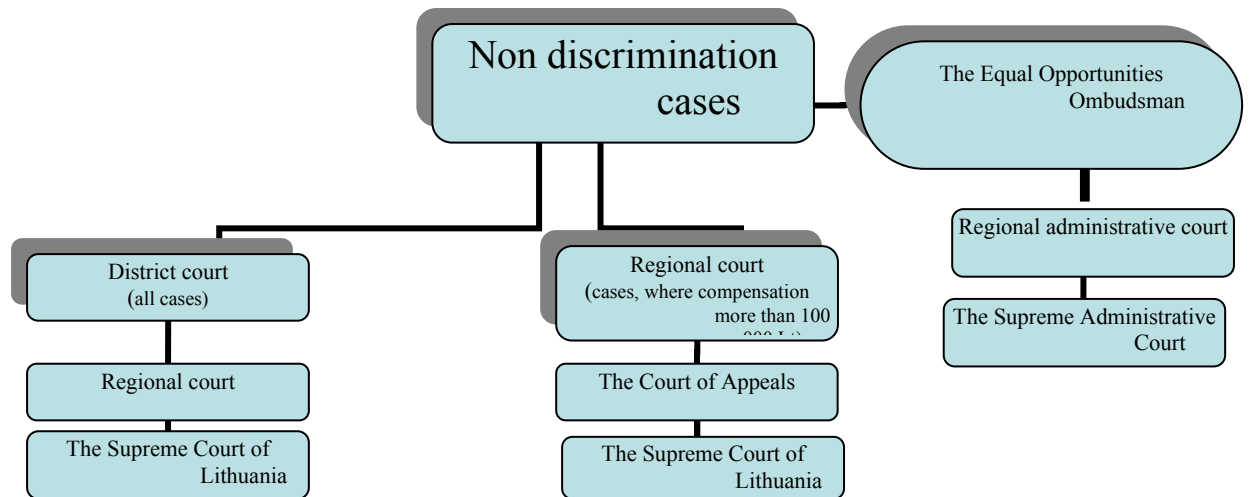 Non discrimination
cases
The Equal Opportunities
Ombudsman
Regional administrative court
The Supreme Administrative
Court
District court
(all cases)
Regional court
The Supreme Court of
Lithuania
Regional court
(cases, where compensation
more than 100
The Court of Appeals
The Supreme Court of
Lithuania